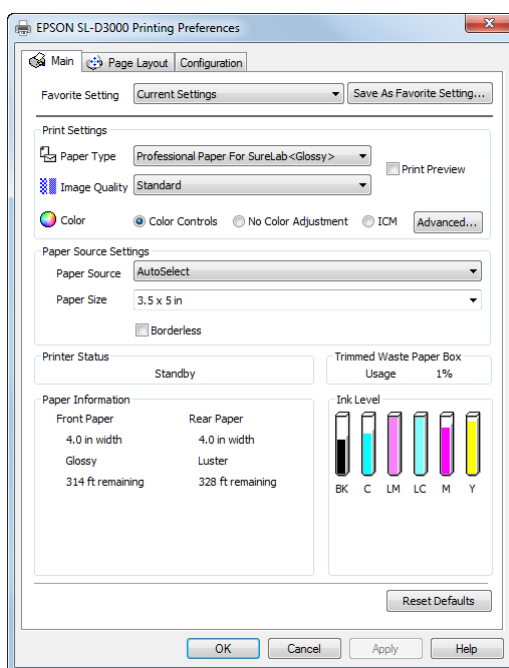 EPSON SL-D3000 Printing Preferences
Main Page Layout Configuration
Favorite Setting Current Settings Save As Favorite Setting...
Print Settings
Paper Type Professional Paper For SureLab<Glossy> Print Preview
Image Quality Standard
Color Color Controls No Color Adjustment ICM Advanced...
Paper Source Settings
Paper Source AutoSelect
Paper Size 3.5 x 5 in
Borderless
Printer Status
Standby
Trimmed Waste Paper Box
Usage 1%
Paper Information
Front Paper Rear Paper
4.0 in width 4.0 in width
Glossy Luster
314 ft remaining 328 ft remaining
Ink Level
BK C LM LC M Y
Reset Defaults
OK Cancel Apply Help